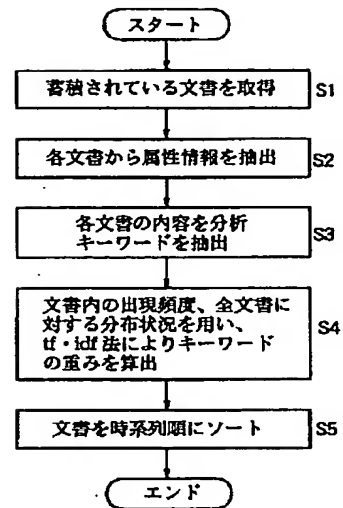 スタート
蓄積されている文書を取得
S1
各文書から属性情報を抽出
S2
各文書の内容を分析
キーワードを抽出
S3
文書内の出現頻度、全文書に
対する分布状況を用い、
tf・idf 法によりキーワード
の重みを算出
S4
文書を時系列順にソート
S5
エンド